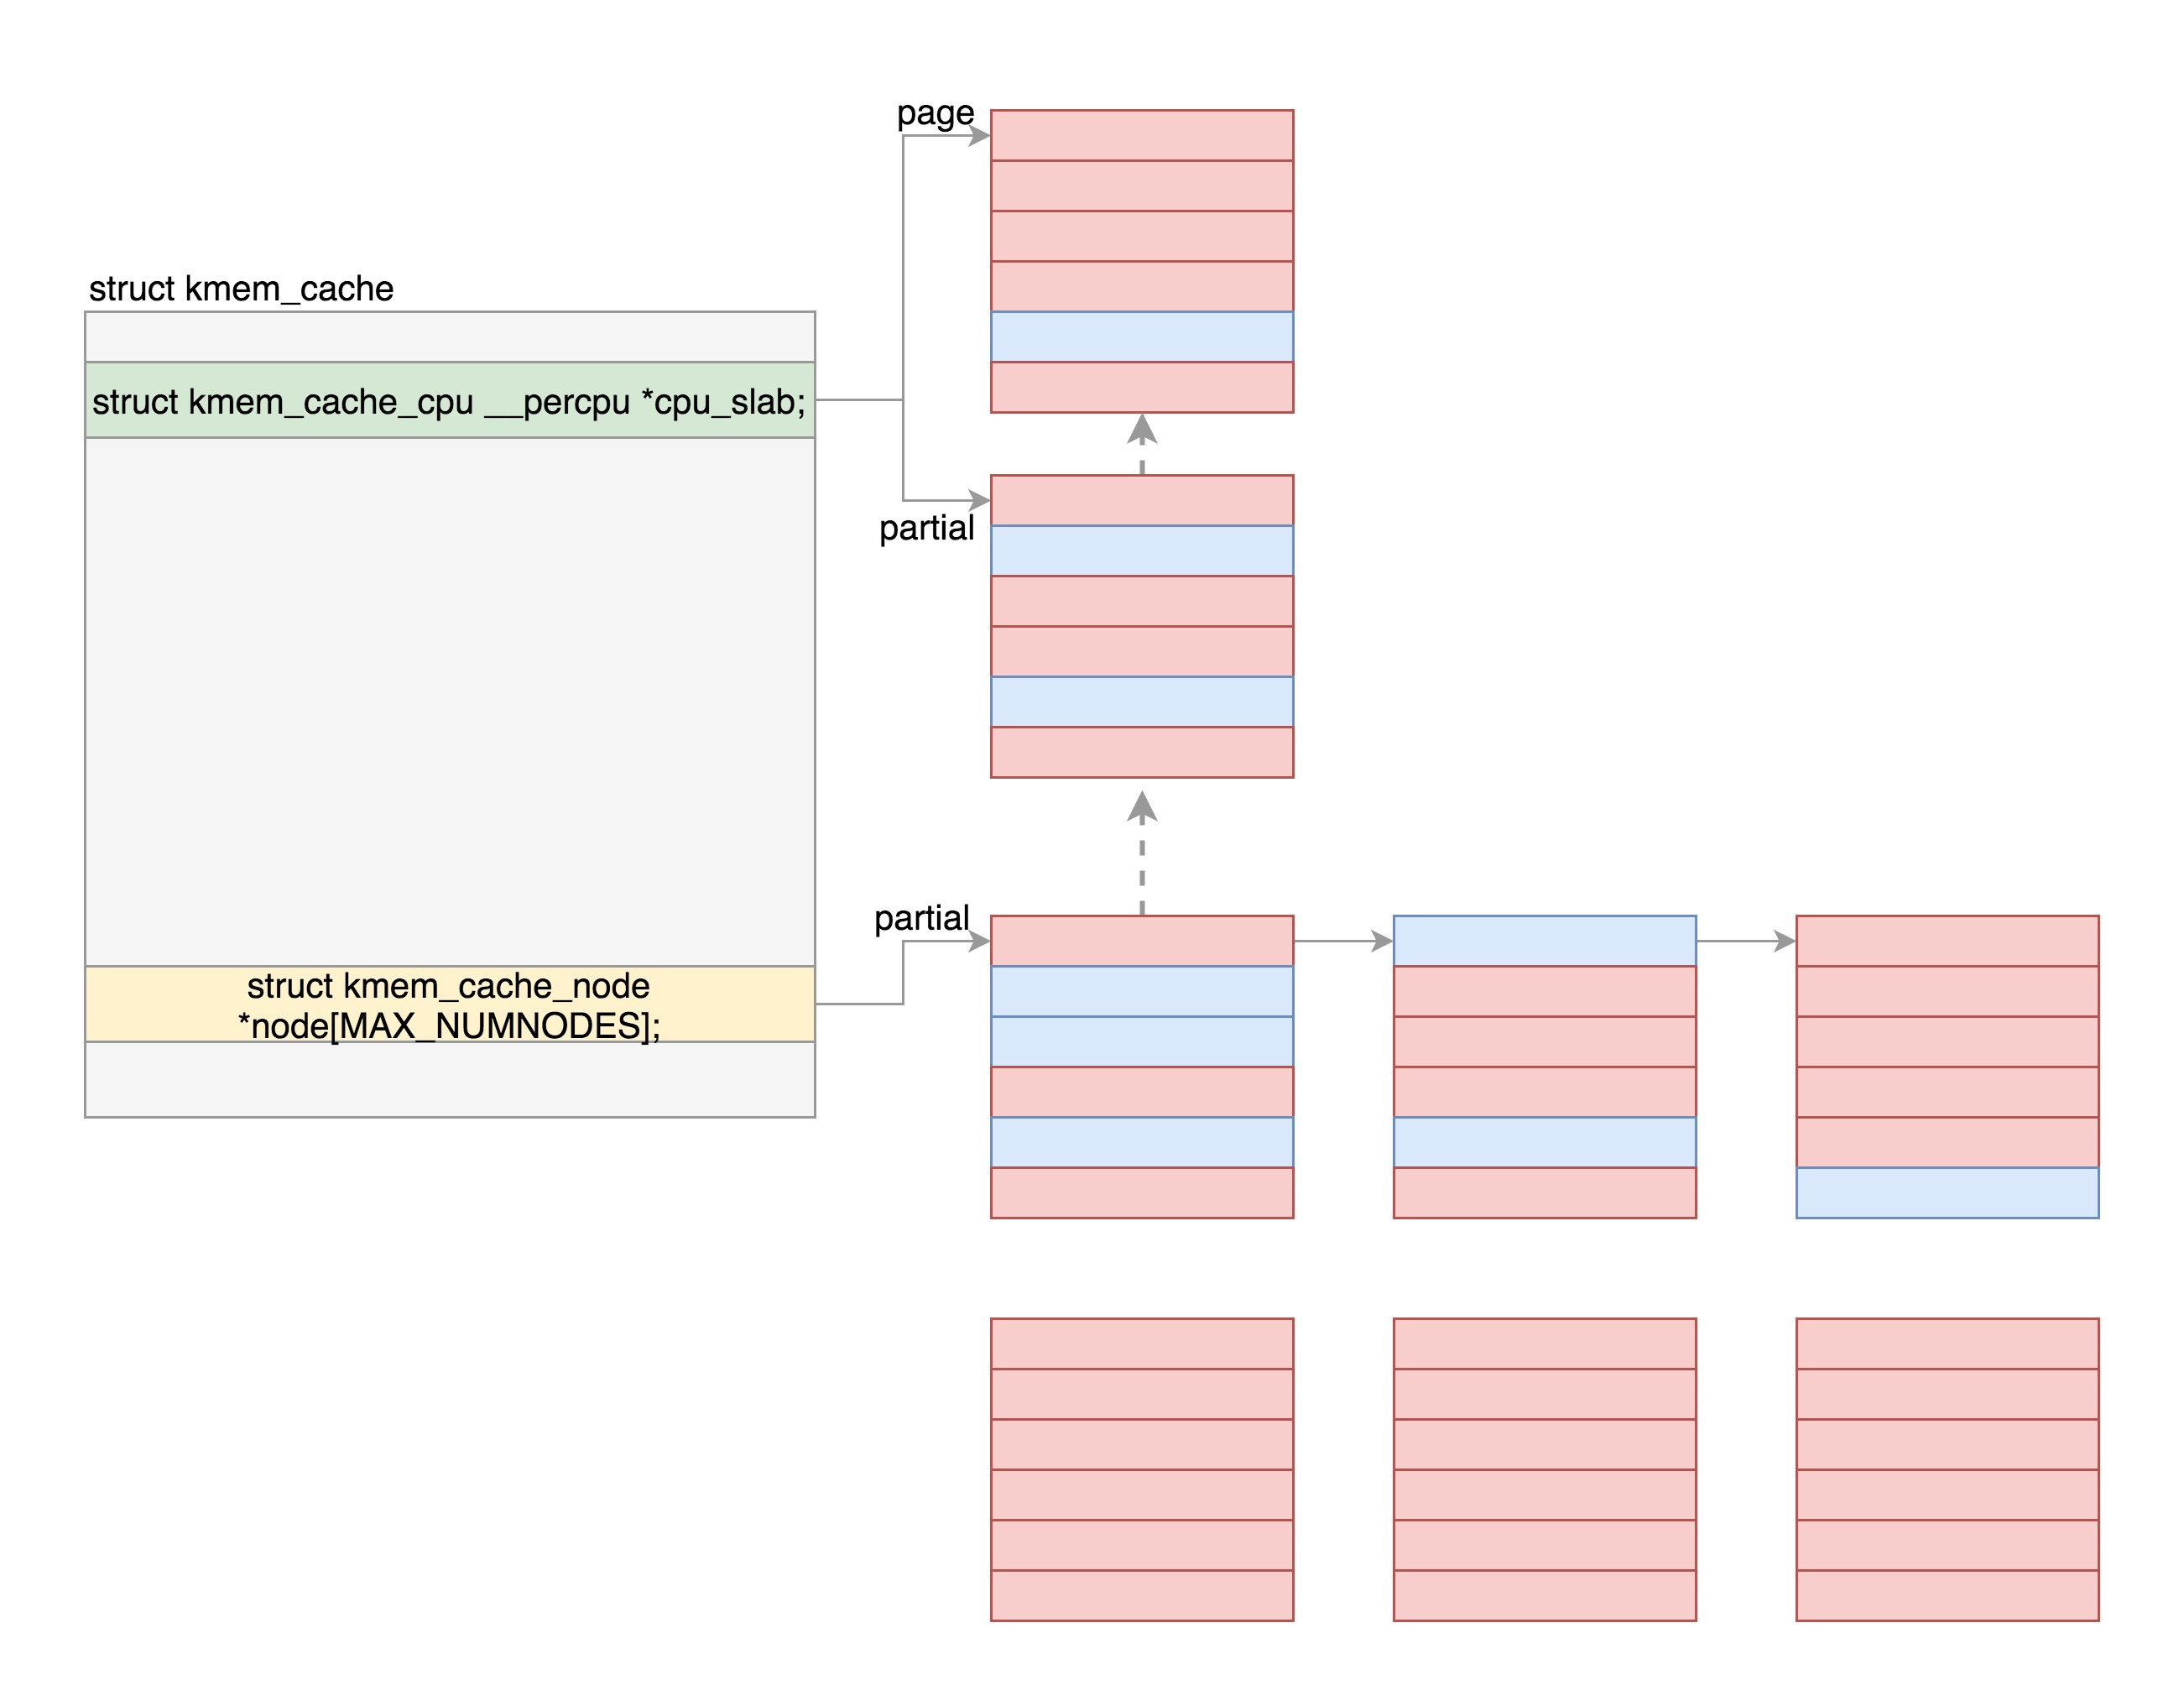 page
struct kmem_cache
struct kmem_cache_cpu __percpu *cpu_slab;
partial
partial
struct kmem_cache_node
*node[MAX_NUMNODES];